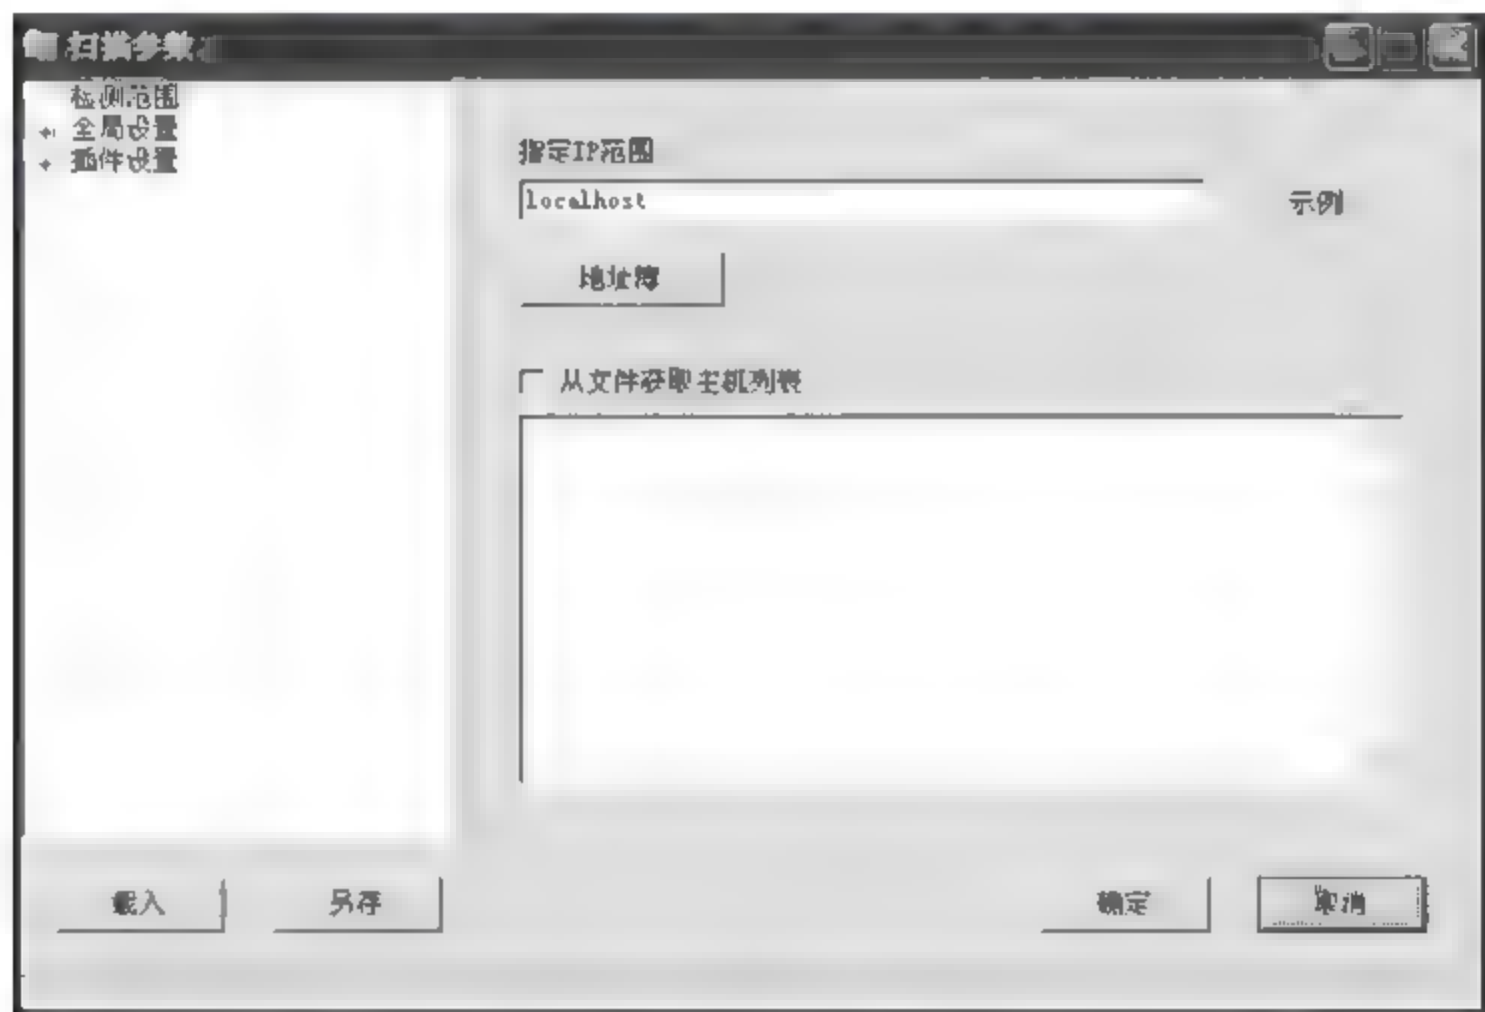 扫描参数
检测范围
全局设置
插件设置
指定IP范围
localhost
示例
地址簿
从文件获取主机列表
载入
另存
确定
取消